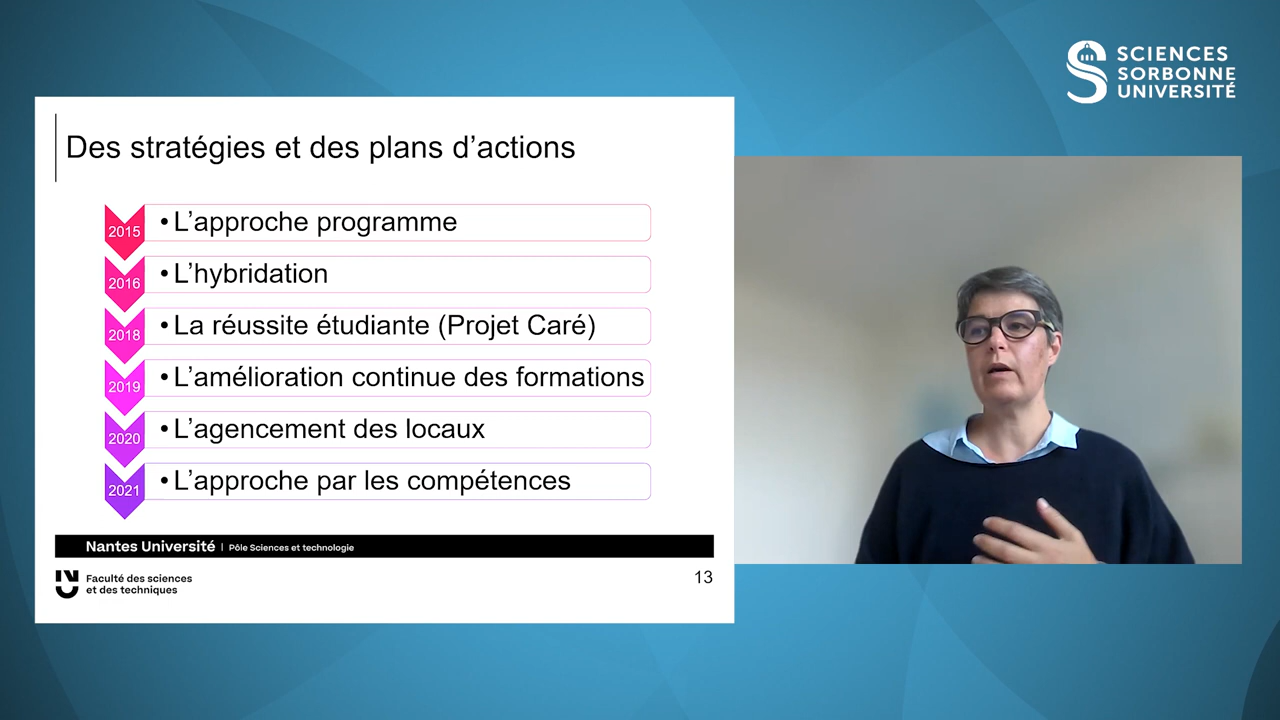 SCIENCES
SORBONNE
UNIVERSITÉ
Des stratégies et des plans d’actions
2015
• L’approche programme
2016
• L’hybridation
2018
• La réussite étudiante (Projet Caré)
2019
• L’amélioration continue des formations
2020
• L’agencement des locaux
2021
• L’approche par les compétences
Nantes Université | Pôle Sciences et technologie
Faculté des sciences
et des techniques
13